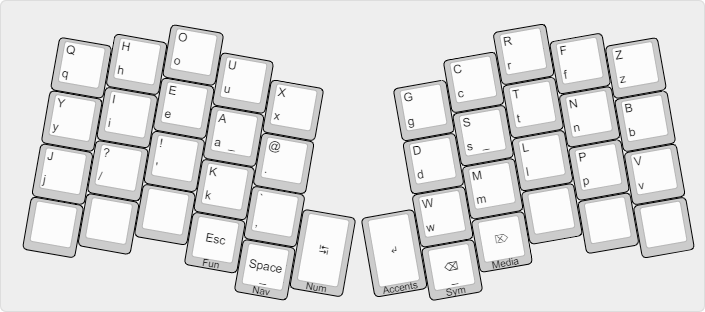 Q
q
H
h
O
o
U
u
X
x
Y
y
I
i
E
e
A
a _
@
.
J
j
?
/
!
'
K
k
,
Esc
Fun
Space
_
Nav
↹
Num
G
g
C
c
R
r
F
f
Z
z
D
d
S
s _
T
t
N
n
B
b
W
w
M
m
L
l
P
p
V
v
↵
Accents
⌫
_
Sym
⌦
Media